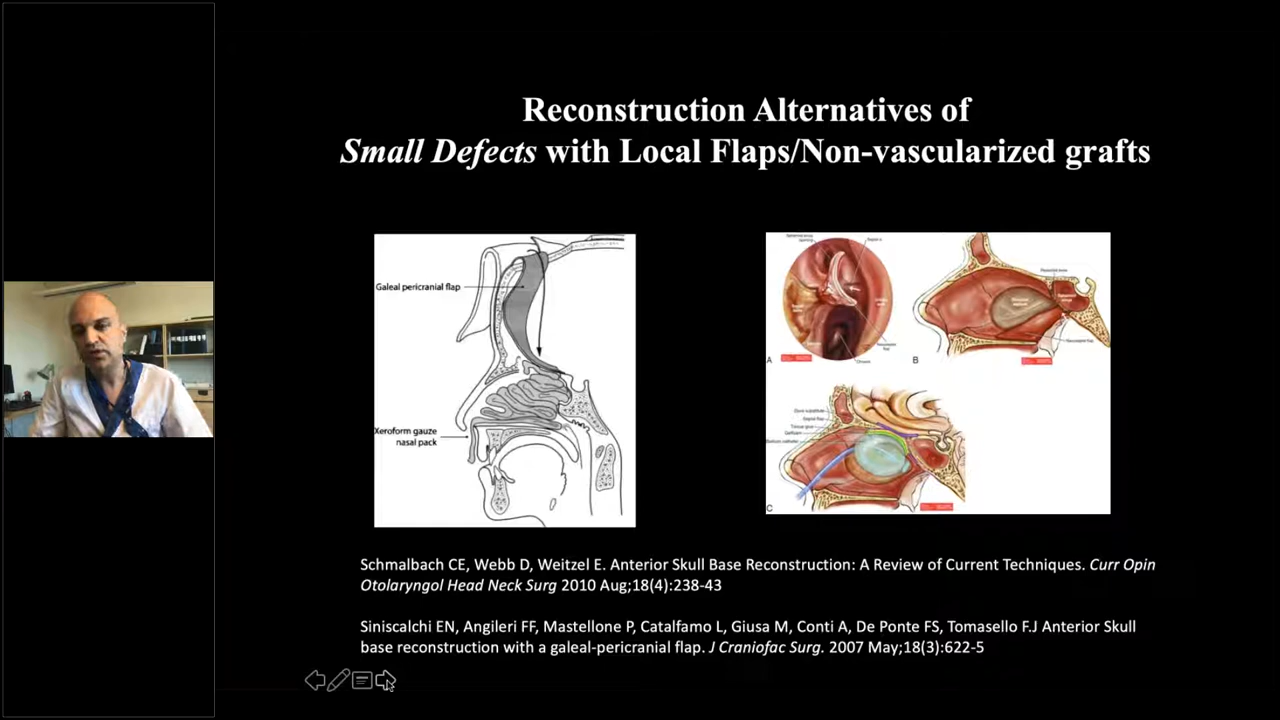 Reconstruction Alternatives of
Small Defects with Local Flaps/Non-vascularized grafts
Galeal pericranial flap
Xeroform gauze
nasal pack
A
B
C
Schmalbach CE, Webb D, Weitzel E. Anterior Skull Base Reconstruction: A Review of Current Techniques. Curr Opin
Otolaryngol Head Neck Surg 2010 Aug;18(4):238-43
Siniscalchi EN, Angileri FF, Mastellone P, Catalfamo L, Giusa M, Conti A, De Ponte FS, Tomasello F.J Anterior Skull
base reconstruction with a galeal-pericranial flap. J Craniofac Surg. 2007 May;18(3):622-5